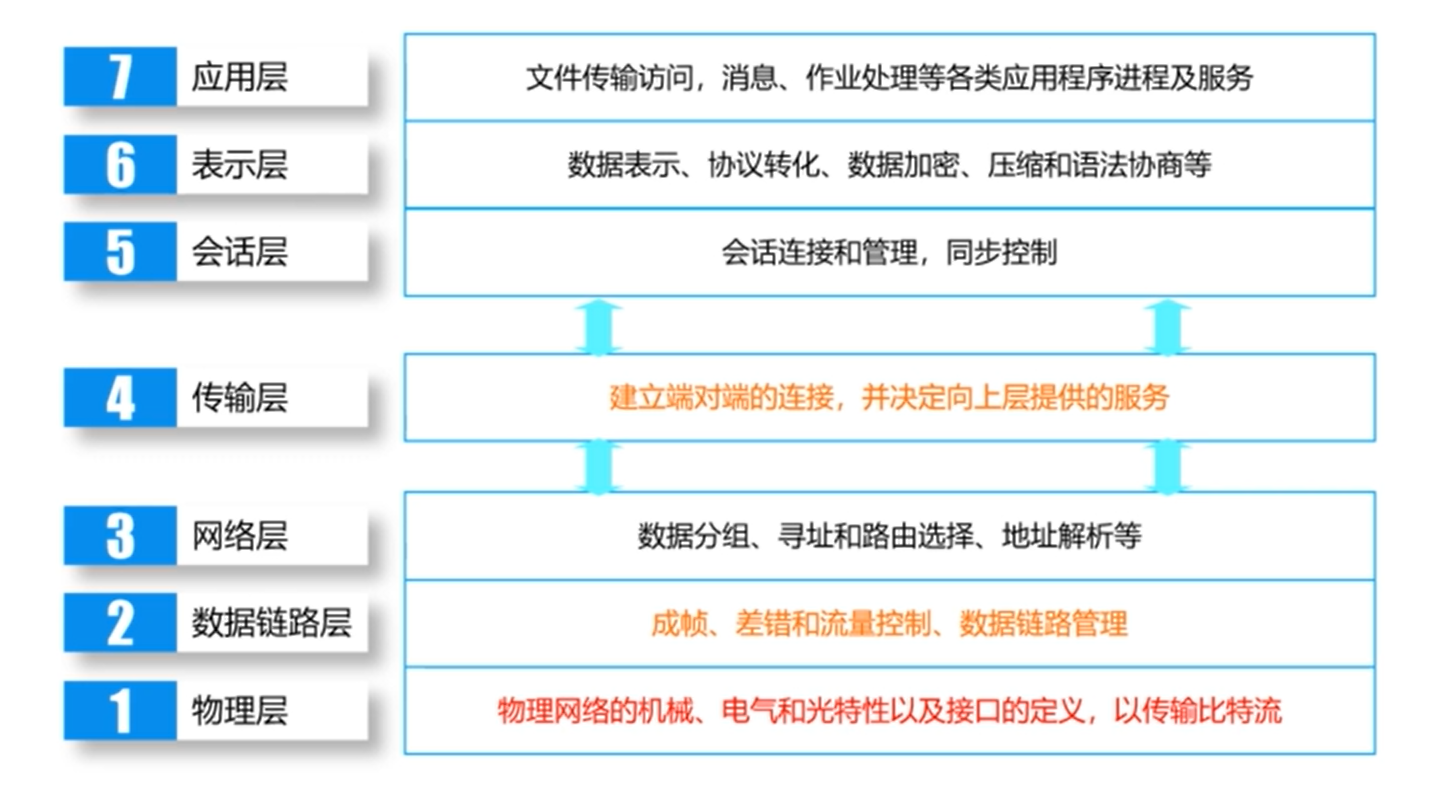 7 应用层 文件传输访问，消息、作业处理等各类应用程序进程及服务
6 表示层 数据表示、协议转化、数据加密、压缩和语法协商等
5 会话层 会话连接和管理，同步控制
4 传输层 建立端对端的连接，并决定向上层提供的服务
3 网络层 数据分组、寻址和路由选择、地址解析等
2 数据链路层 成帧、差错和流量控制、数据链路管理
1 物理层 物理网络的机械、电气和光特性以及接口的定义，以传输比特流